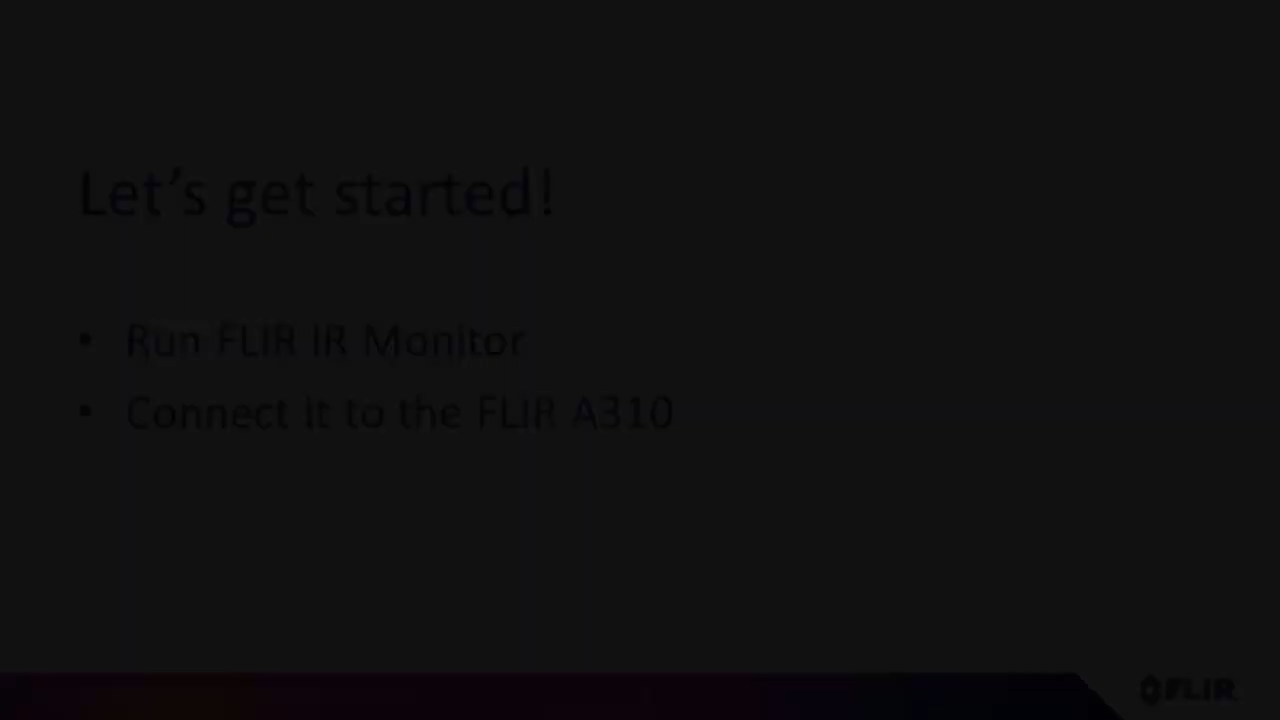 Let’s get started!
▪ Run FLIR IR Monitor
▪ Connect it to the FLIR A310
FLIR